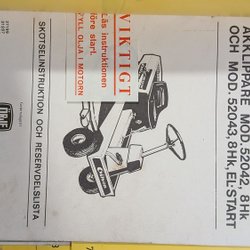 ÅKKLIPPARE MOD. 52042, 8Hk
OCH MOD. 52043, 8Hk, EL.START
VIKTIGT
Läs instruktionen
före start.
FYLL OLJA I MOTORN
SKÖTSELINSTRUKTION OCH RESERVDELSLISTA